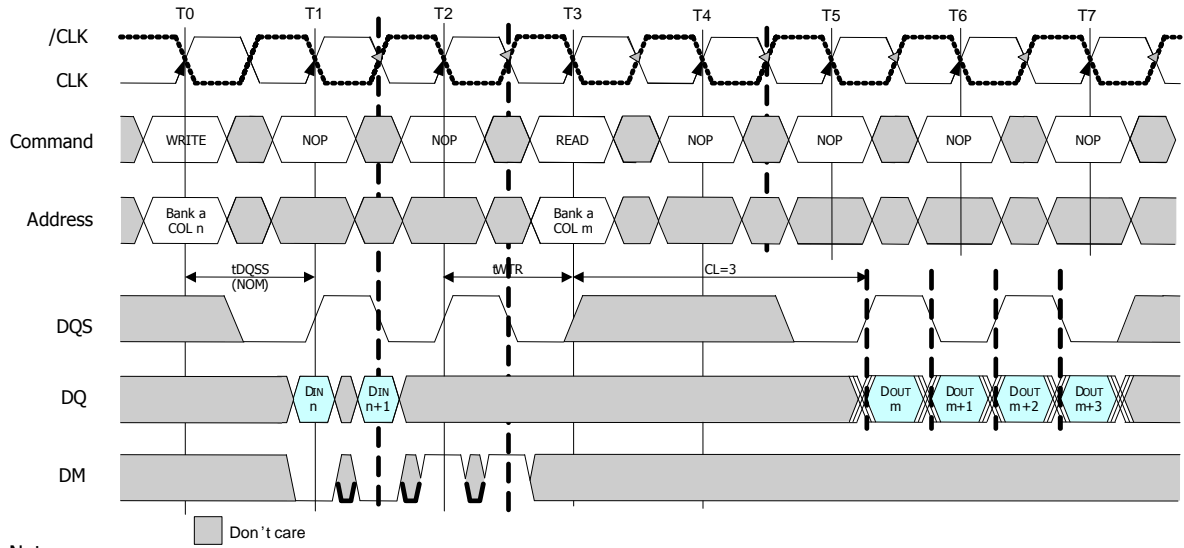 T0 T1 T2 T3 T4 T5 T6 T7
/CLK
CLK
Command WRITE NOP NOP READ NOP NOP NOP NOP
Address Bank a COL n Bank a COL m
tDQSS (NOM) tWTR CL=3
DQS
DQ DIN n DIN n+1 DOUT m DOUT m+1 DOUT m+2 DOUT m+3
DM
Don't care